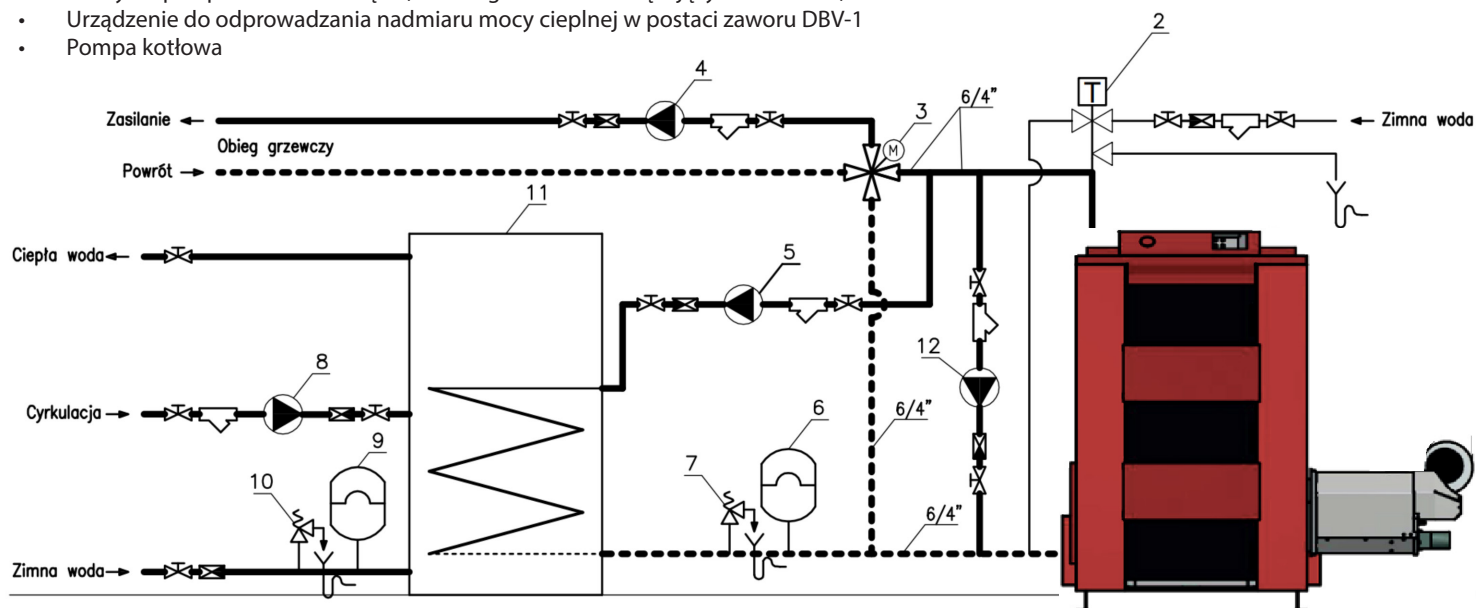 • Urządzenie do odprowadzania nadmiaru mocy cieplnej w postaci zaworu DBV-1
• Pompa kotłowa
2
4
T
Zasilanie
3
6/4"
Zimna woda
M
Obieg grzewczy
Powrót
11
Ciepła woda
5
12
8
Cyrkulacja
6/4"
9
6
10
7
6/4"
Zimna woda